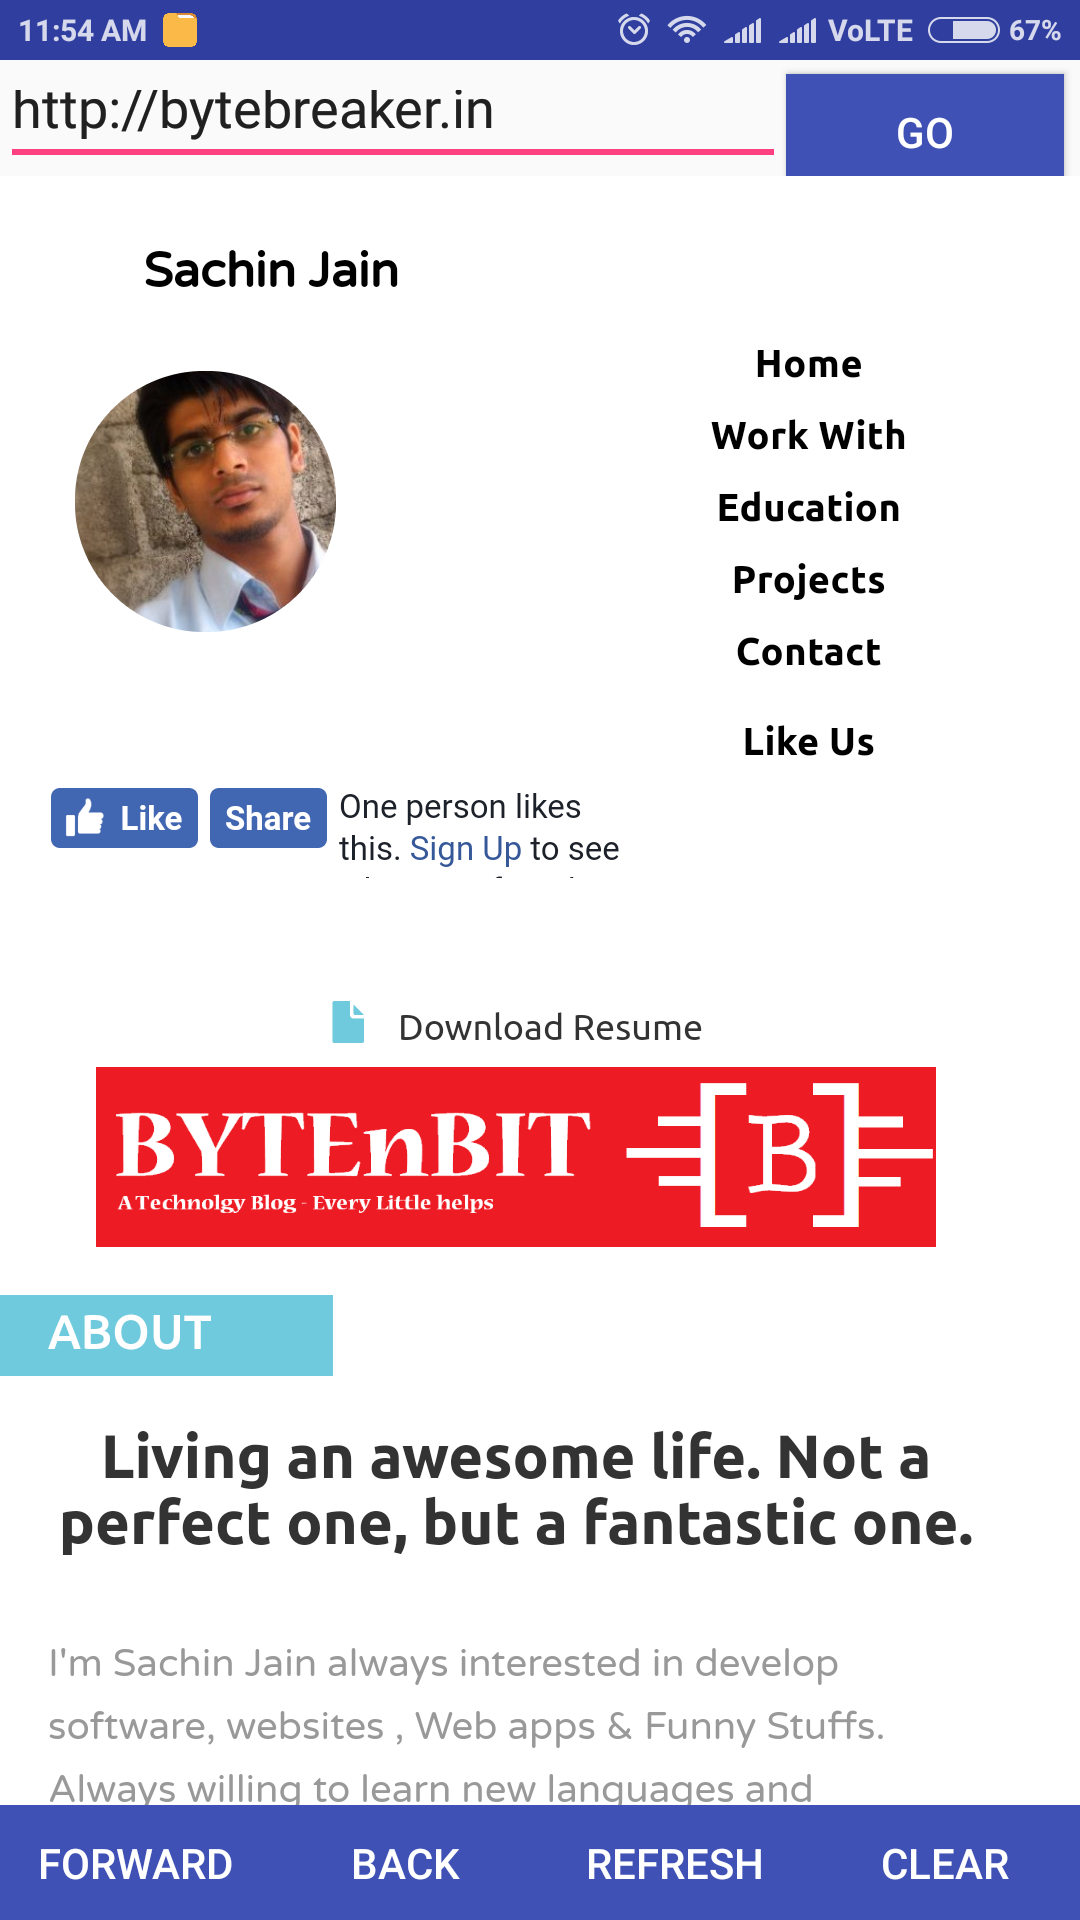 11:54 AM VoLTE 67%
http://bytebreaker.in
GO
Sachin Jain
Home
Work With
Education
Projects
Contact
Like Us
Like Share One person likes
this. Sign Up to see
Download Resume
BYTEnBIT
A Technolgy Blog - Every Little helps
[B]
ABOUT
Living an awesome life. Not a
perfect one, but a fantastic one.
I'm Sachin Jain always interested in develop
software, websites , Web apps & Funny Stuffs.
Always willing to learn new languages and
FORWARD BACK REFRESH CLEAR